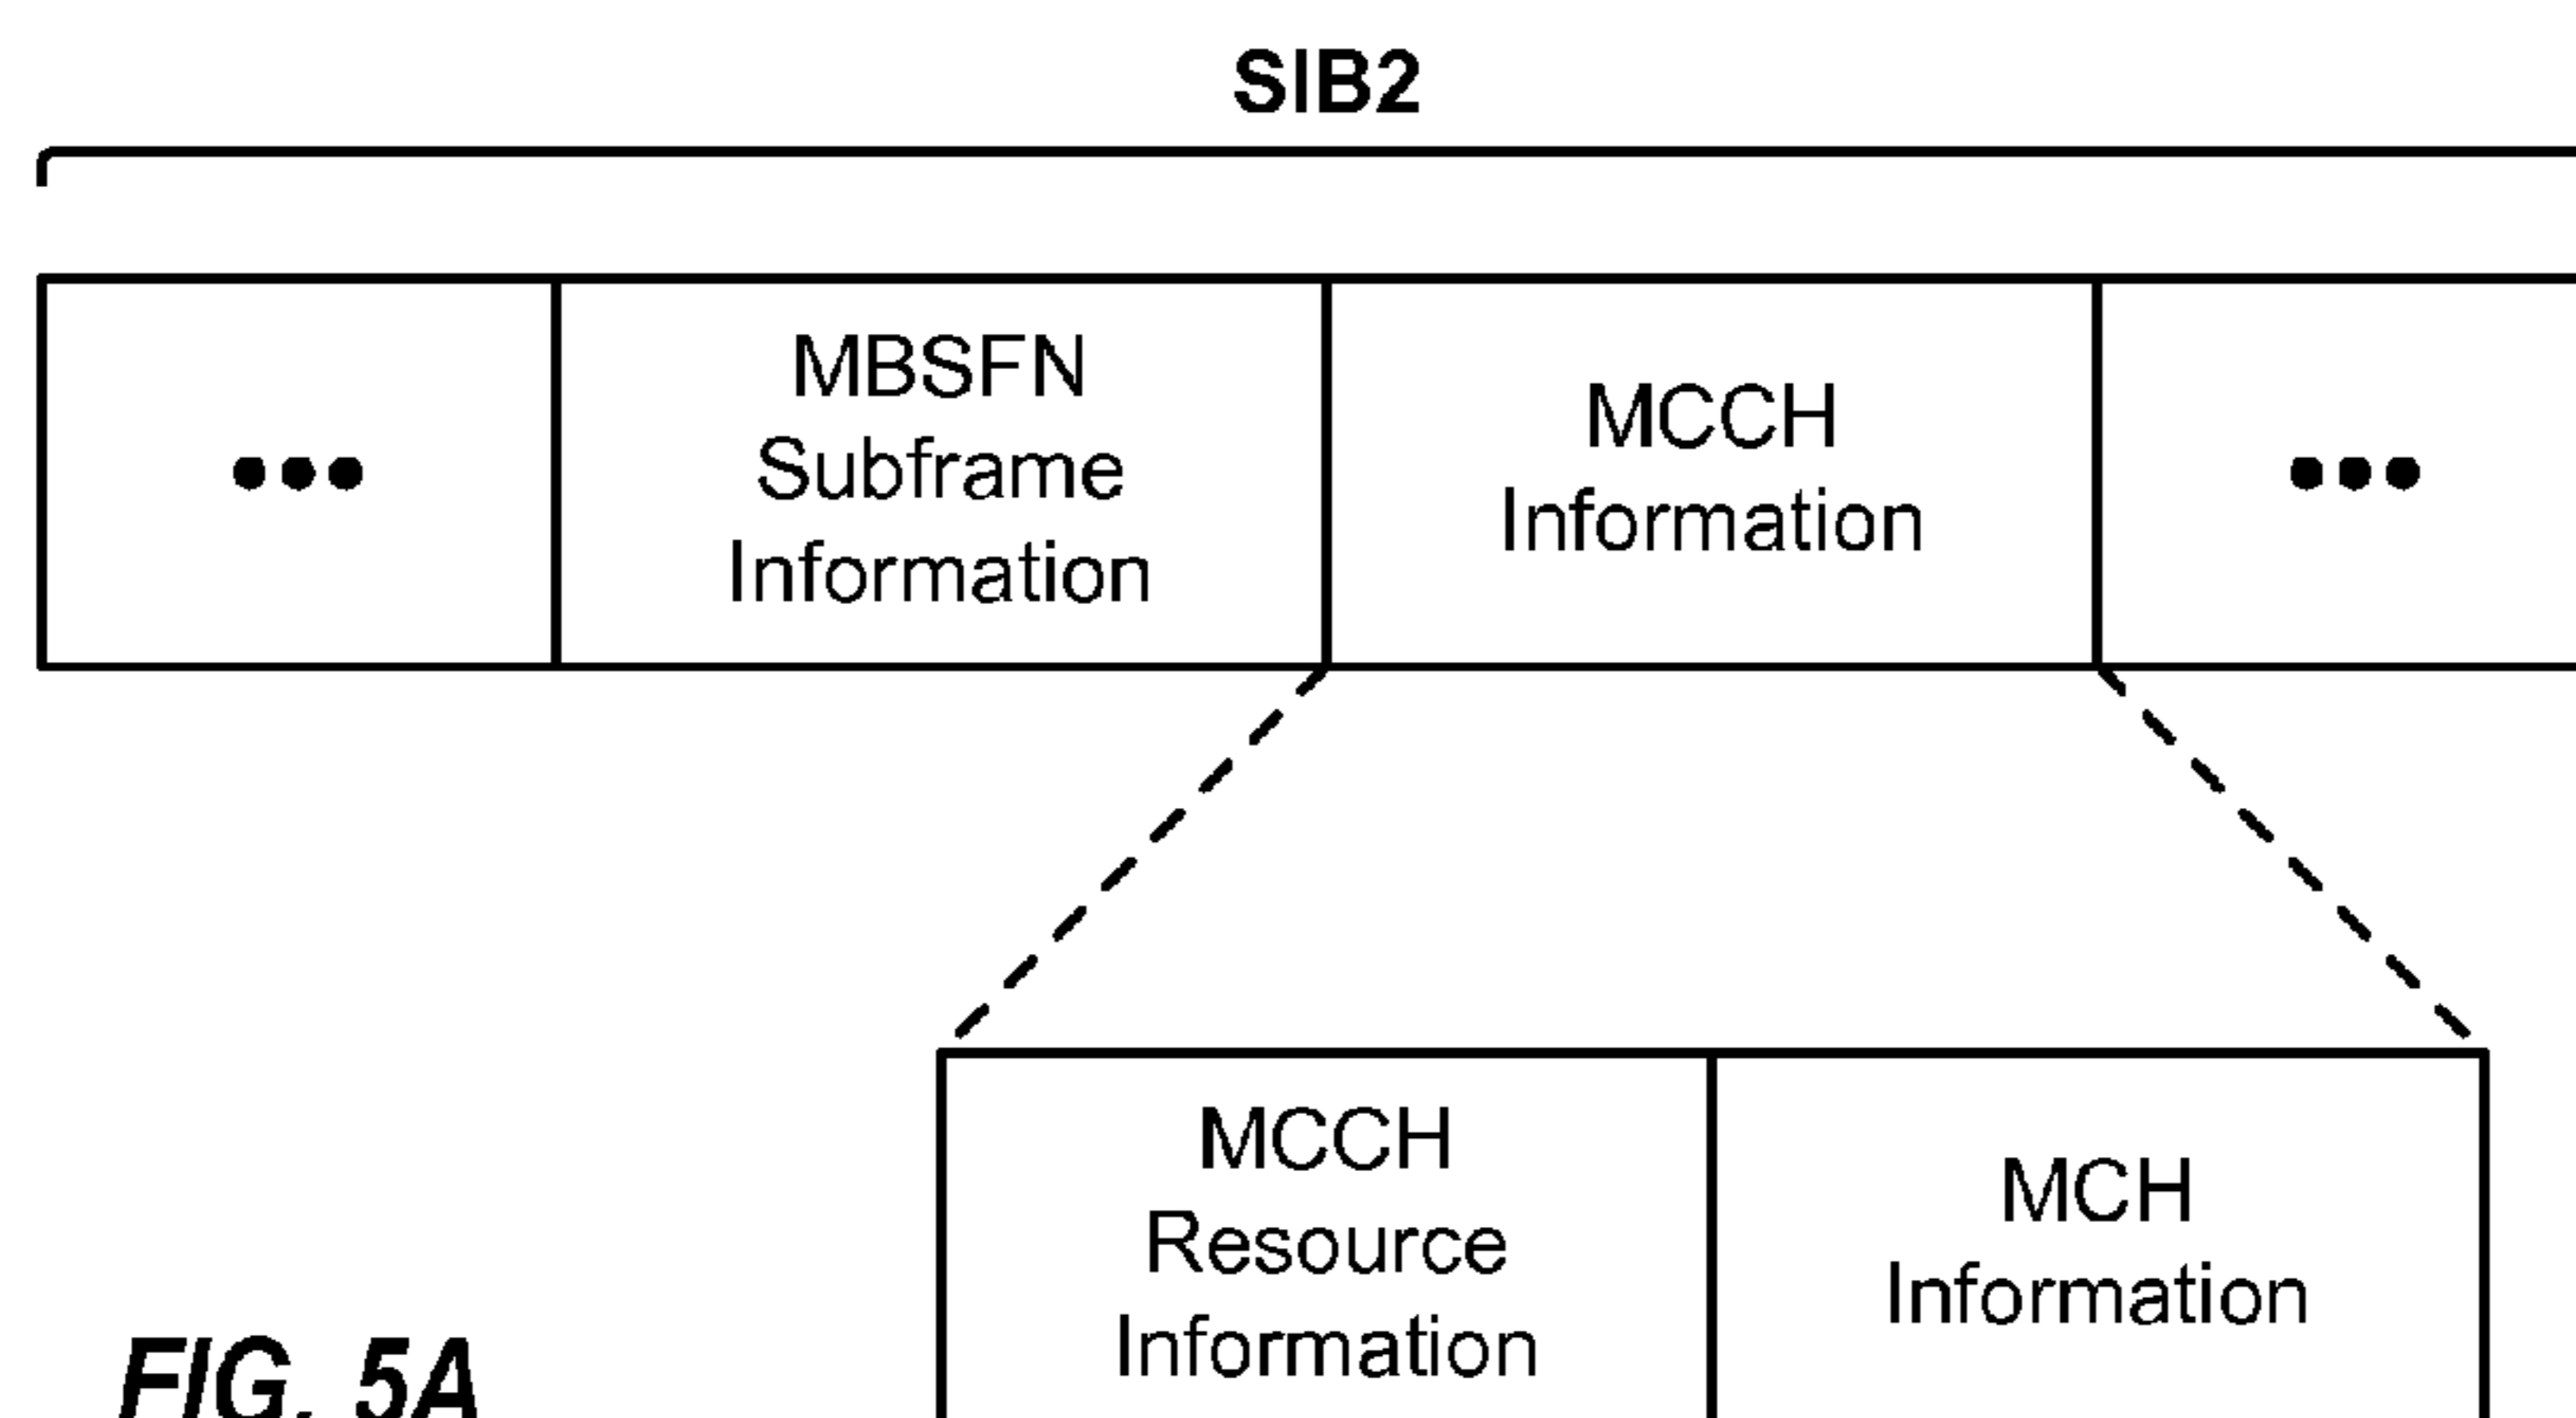 SIB2
•••
MBSFN
Subframe
Information
MCCH
Information
•••
MCCH
Resource
Information
MCH
Information
FIG. 5A